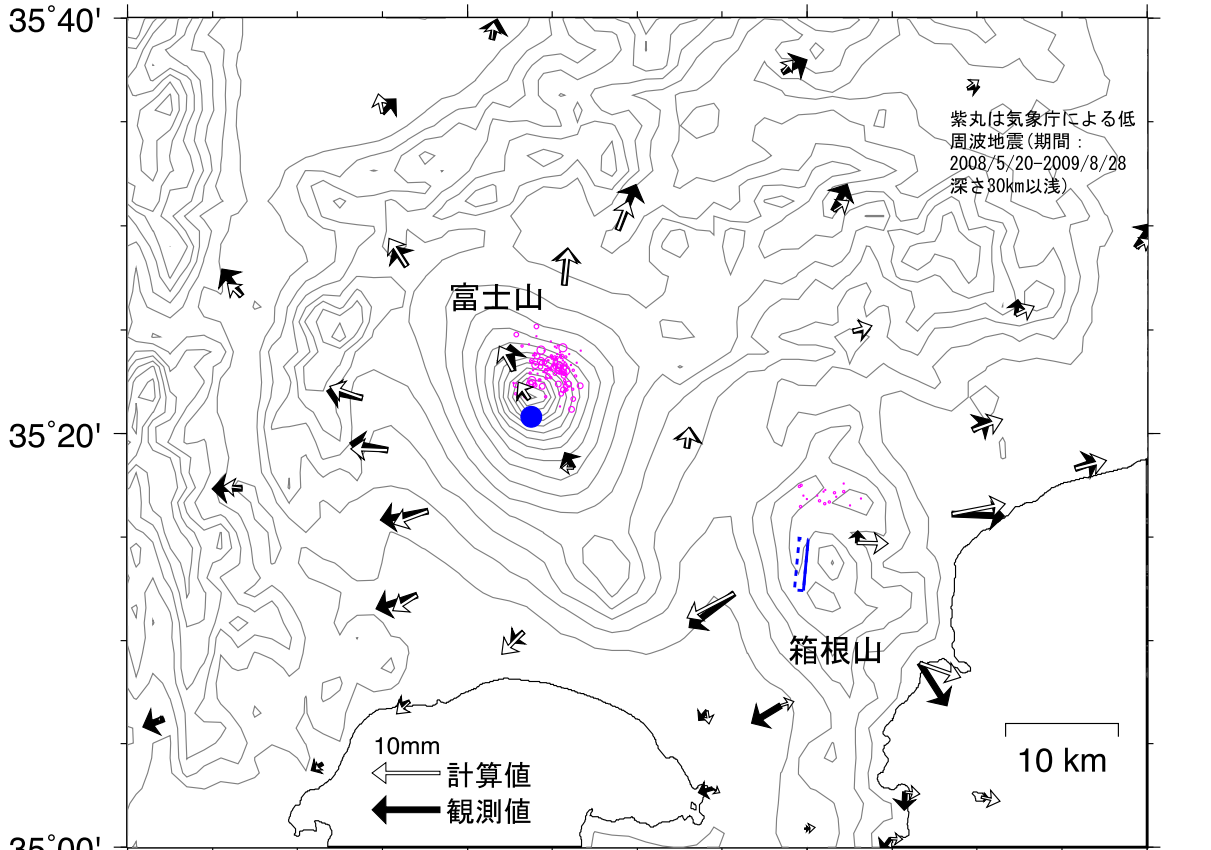 35°40'
紫丸は気象庁による低
周波地震(期間：
2008/5/20-2009/8/28
深さ30km以浅)
富士山
35°20'
箱根山
10mm
計算値
観測値
10 km
35°00'